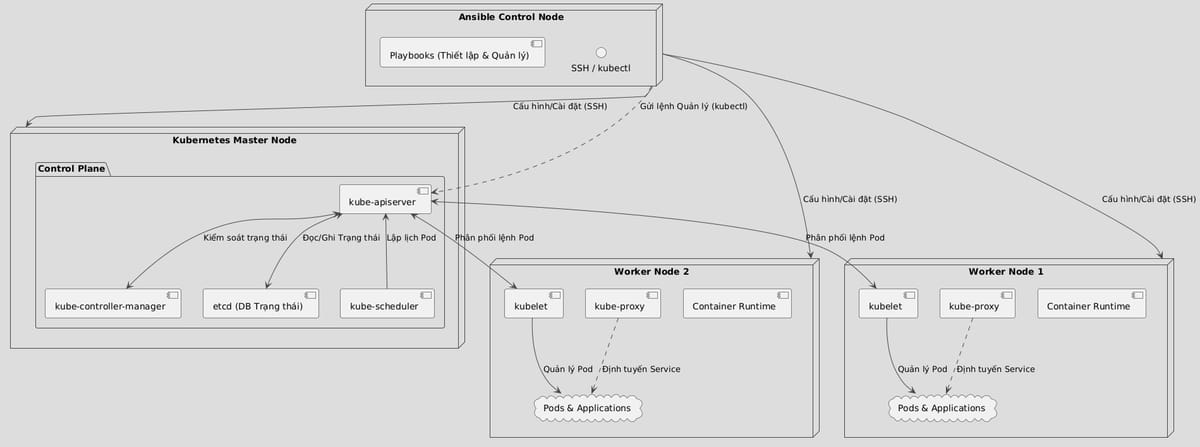 Ansible Control Node
Playbooks (Thiết lập & Quản lý)
SSH / kubectl
Cấu hình/Cài đặt (SSH)
Gửi lệnh Quản lý (kubectl)
Kubernetes Master Node
Control Plane
kube-apiserver
Cấu hình/Cài đặt (SSH)
Cấu hình/Cài đặt (SSH)
Kiểm soát trạng thái
Đọc/Ghi Trạng thái
Lập lịch Pod
Phân phối lệnh Pod
Phân phối lệnh Pod
kube-controller-manager
etcd (DB Trạng thái)
kube-scheduler
Worker Node 2
kubelet
kube-proxy
Container Runtime
Quản lý Pod
Định tuyến Service
Pods & Applications
Worker Node 1
kubelet
kube-proxy
Container Runtime
Quản lý Pod
Định tuyến Service
Pods & Applications